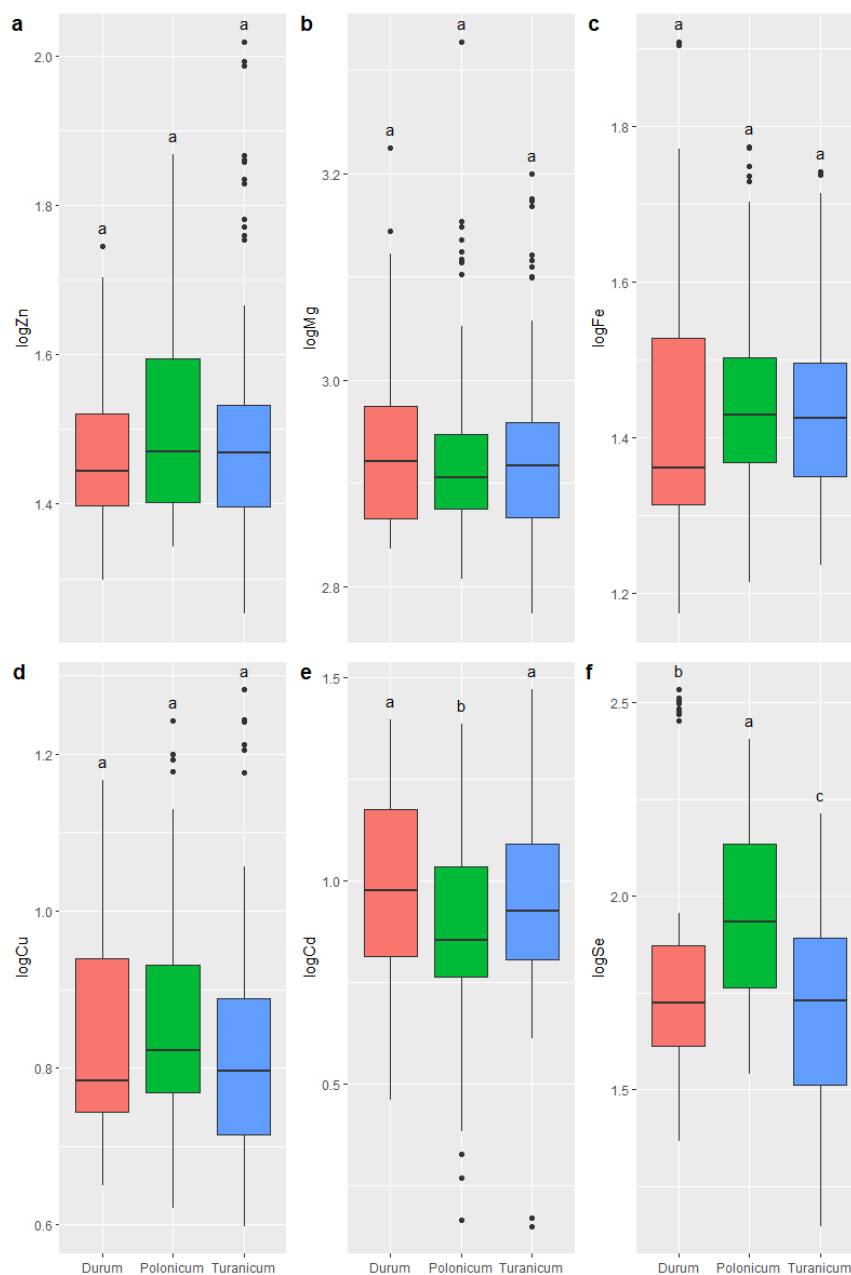 a
a
a
a
logZn
2.0
1.8
1.6
1.4
b
a
a
a
logMg
3.2
3.0
2.8
c
a
a
a
logFe
1.8
1.6
1.4
1.2
d
a
a
a
logCu
1.2
1.0
0.8
0.6
Durum Polonicum Turanicum
e
a
b
a
logCd
1.5
1.0
0.5
Durum Polonicum Turanicum
f
b
a
c
logSe
2.5
2.0
1.5
Durum Polonicum Turanicum